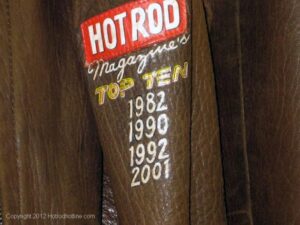 HOT ROD
Magazine's
TOP TEN
1982
1990
1992
2001
Copyright 2012 Hotrodhotline.com